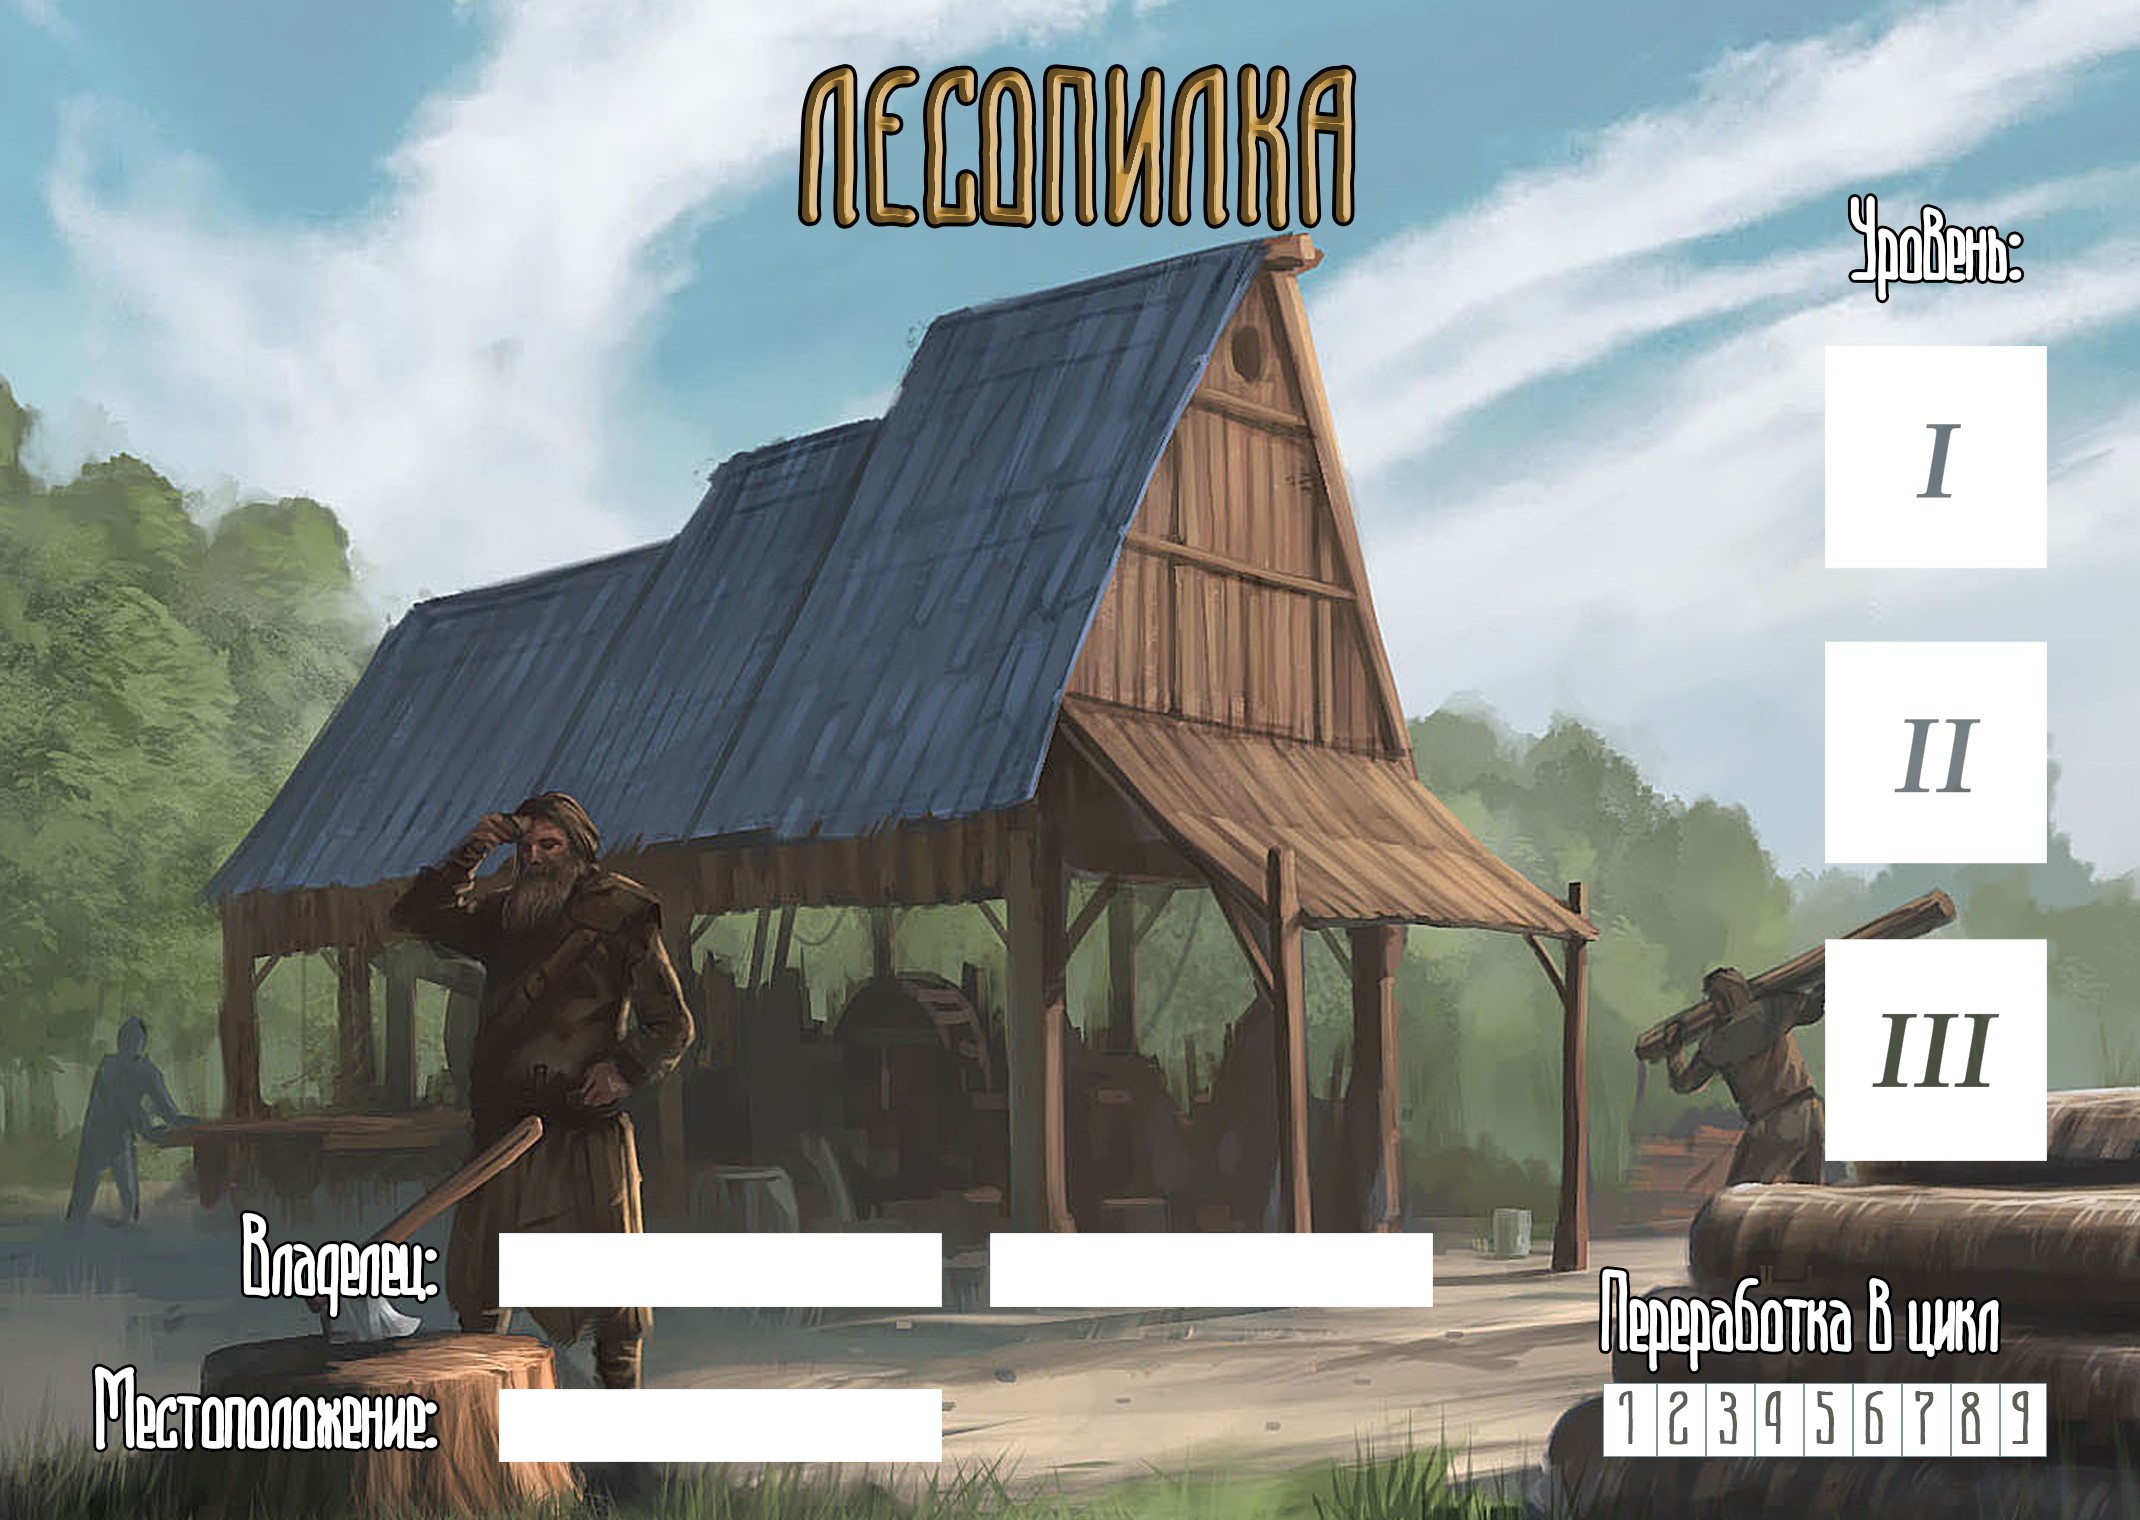 ЛЕСОПИЛКА
Уровень:
I
II
III
Владелец:
Переработка в цикл
Местоположение:
1 2 3 4 5 6 7 8 9